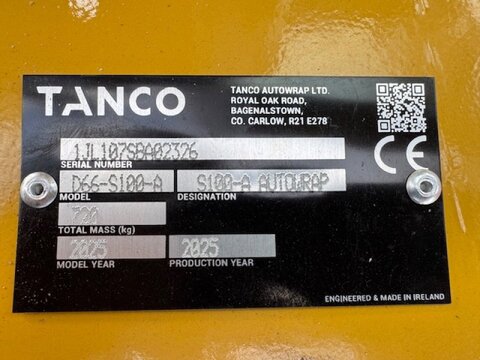 TANCO
TANCO AUTOWRAP LTD.
ROYAL OAK ROAD,
BAGENALSTOWN,
CO. CARLOW, R21 E278
1JL107SBA02326
SERIAL NUMBER
CE
D66-S100-A
S100-A AUTOWRAP
MODEL
DESIGNATION
720
TOTAL MASS (kg)
2025
2025
MODEL YEAR
PRODUCTION YEAR
ENGINEERED & MADE IN IRELAND